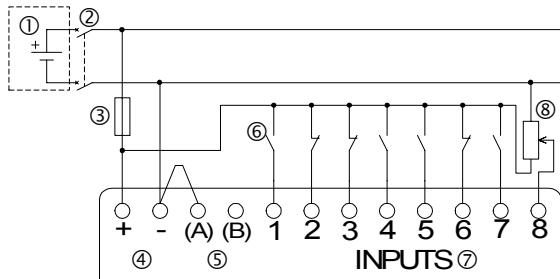 ① ②
+
③ ⑥ ⑧
+ - (A) (B) 1 2 3 4 5 6 7 8
④ ⑤ INPUTS ⑦